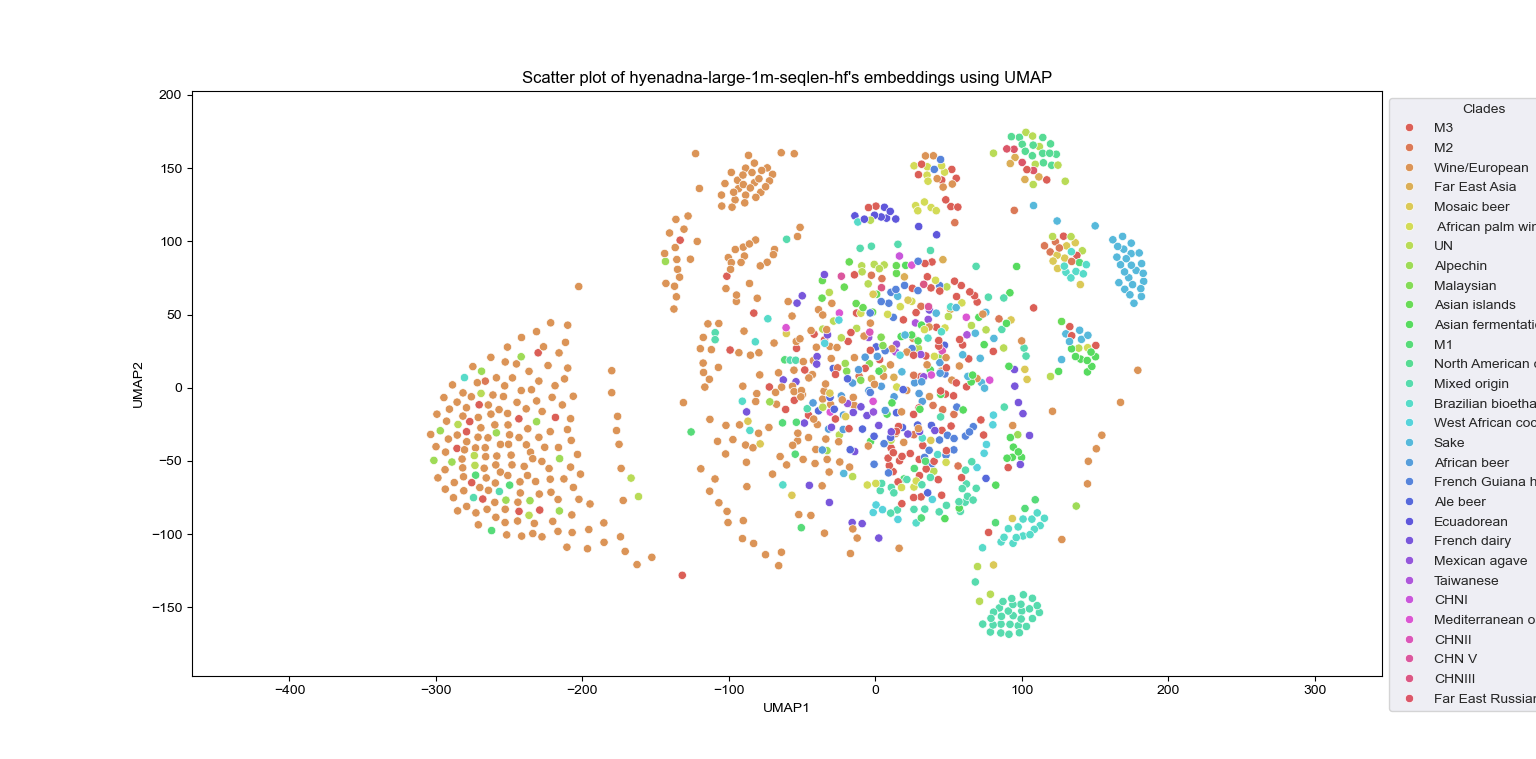 Scatter plot of hyenadna-large-1m-seqlen-hf's embeddings using UMAP
200
150
100
50
0
−50
−100
−150
UMAP2
−400
−300
−200
−100
0
100
200
300
UMAP1
Clades
M3
M2
Wine/European
Far East Asia
Mosaic beer
African palm wi
UN
Alpechin
Malaysian
Asian islands
Asian fermentati
M1
North American
Mixed origin
Brazilian bioetha
West African coc
Sake
African beer
French Guiana h
Ale beer
Ecuadorean
French dairy
Mexican agave
Taiwanese
CHNI
Mediterranean o
CHNII
CHN V
CHNIII
Far East Russian